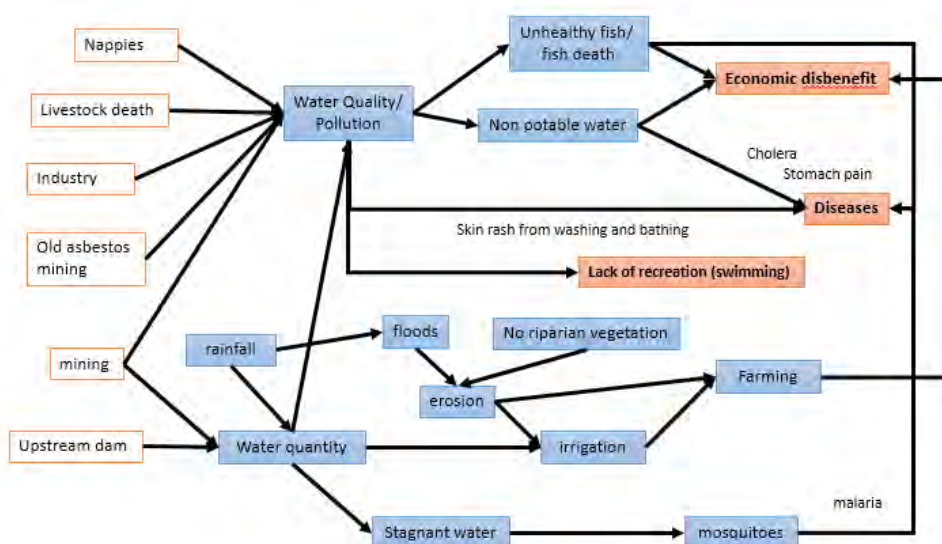 Nappies
Livestock death
Industry
Old asbestos
mining
mining
Upstream dam
Water Quality/
Pollution
Unhealthy fish/
fish death
Non potable water
Economic disbenefit
Cholera
Stomach pain
Diseases
Skin rash from washing and bathing
Lack of recreation (swimming)
rainfall
floods
No riparian vegetation
erosion
Farming
Water quantity
irrigation
Stagnant water
mosquitoes
malaria